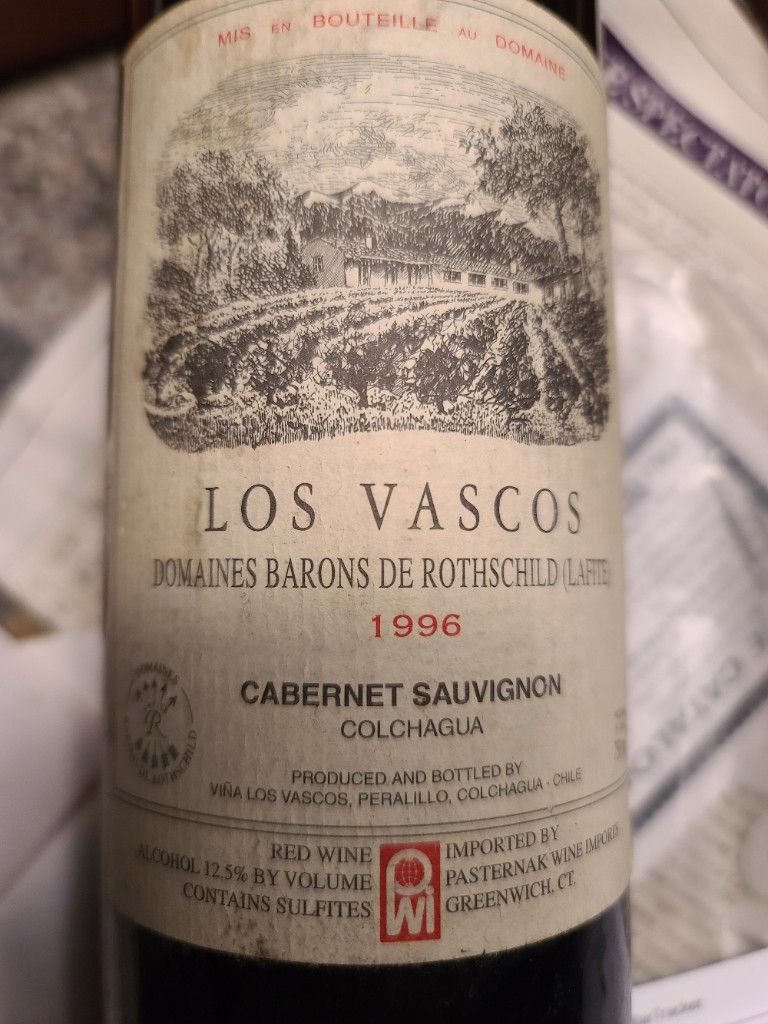 MIS EN BOUTEILLE AU DOMAINE
LOS VASCOS
DOMAINES BARONS DE ROTHSCHILD (LAFITE)
1996
CABERNET SAUVIGNON
COLCHAGUA
DOMAINES
R
PRODUCED AND BOTTLED BY
VIÑA LOS VASCOS, PERALILLO, COLCHAGUA - CHILE
RED WINE
ALCOHOL 12.5% BY VOLUME
CONTAINS SULFITES
PWI
IMPORTED BY
PASTERNAK WINE IMPORTS
GREENWICH, CT.